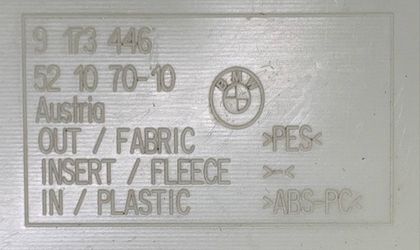 9 173 446
52 10 70-10
BMW
Austria
OUT / FABRIC >PES<
INSERT / FLEECE >-<
IN / PLASTIC >ABS-PC<